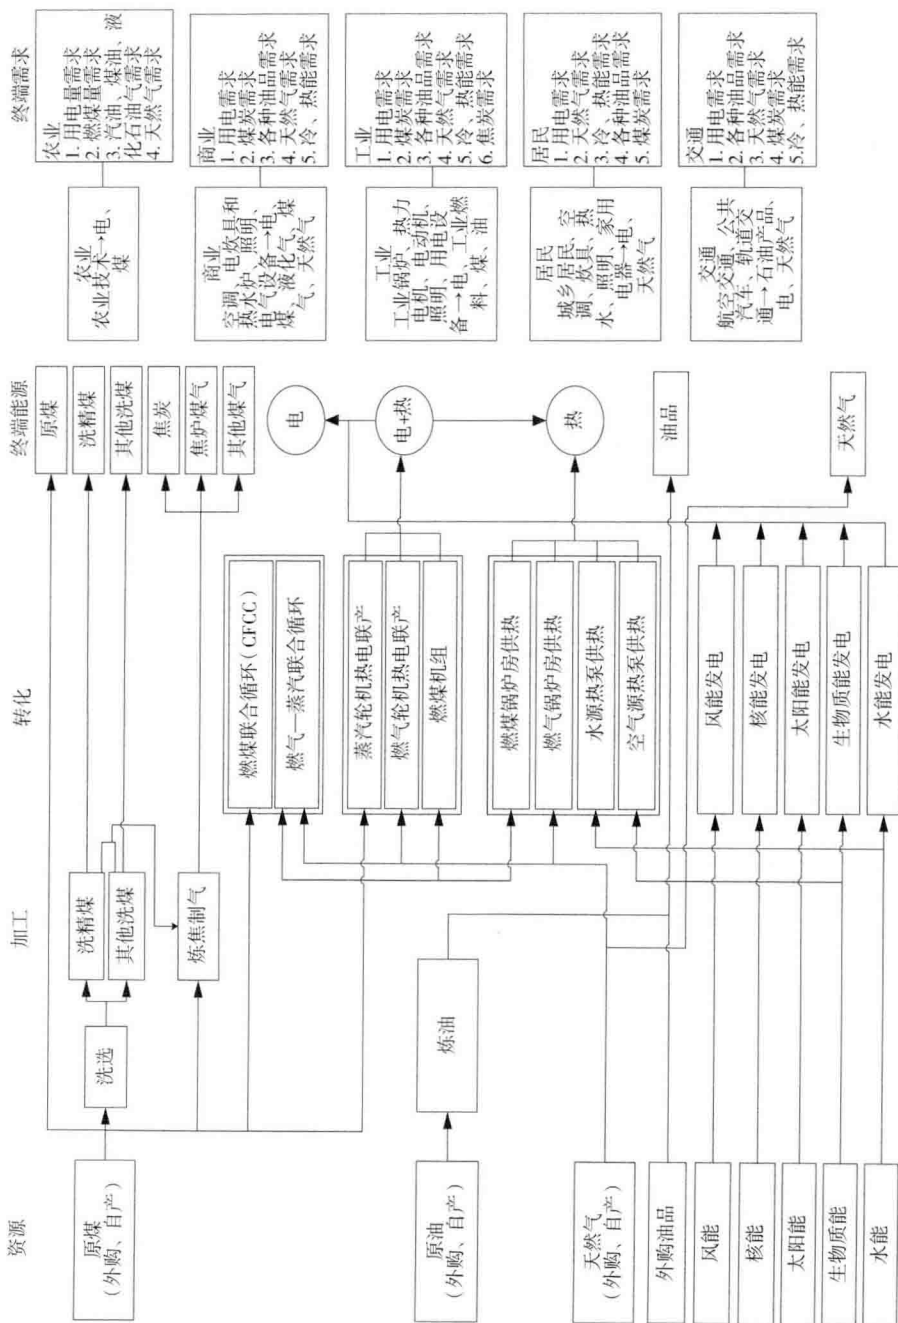 资源
加工
转化
终端能源
终端需求
原煤
（外购、自产）
原油
（外购、自产）
天然气
（外购、自产）
外购油品
风能
核能
太阳能
生物质能
水能
洗选
洗精煤
其他洗煤
炼焦制气
炼油
燃煤联合循环（CFCC）
燃气—蒸汽联合循环
蒸汽轮机热电联产
燃气轮机热电联产
燃煤机组
燃煤锅炉房供热
燃气锅炉房供热
水源热泵供热
空气源热泵供热
风能发电
核能发电
太阳能发电
生物质能发电
水能发电
原煤
洗精煤
其他洗煤
焦炭
焦炉煤气
其他煤气
电
电+热
热
油品
天然气
农业
农业技术→电、
煤
商业
空调、电炊具和
热水炉、照明、
电气设备→电、
煤、液化气、煤
气、天然气
工业
工业锅炉、热力
电机、电动机、
照明、用电设
备→电、工业燃
料、煤、油
居民
城乡居民、空
调、炊具、热
水、照明、家用
电器→电、
天然气
交通
航空交通、公共
汽车、轨道交
通→石油产品、
电、天然气
农业
1. 用电量需求
2. 燃煤量需求
3. 汽油、煤油、液
化石油气需求
4. 天然气需求
商业
1. 用电需求
2. 煤炭需求
3. 各种油品需求
4. 天然气需求
5. 冷、热能需求
工业
1. 用电需求
2. 煤炭需求
3. 各种油品需求
4. 天然气需求
5. 冷、热能需求
6. 焦炭需求
居民
1. 用电需求
2. 天然气需求
3. 冷、热能需求
4. 各种油品需求
5. 煤炭需求
交通
1. 用电需求
2. 各种油品需求
3. 天然气需求
4. 煤炭需求
5.冷、热能需求